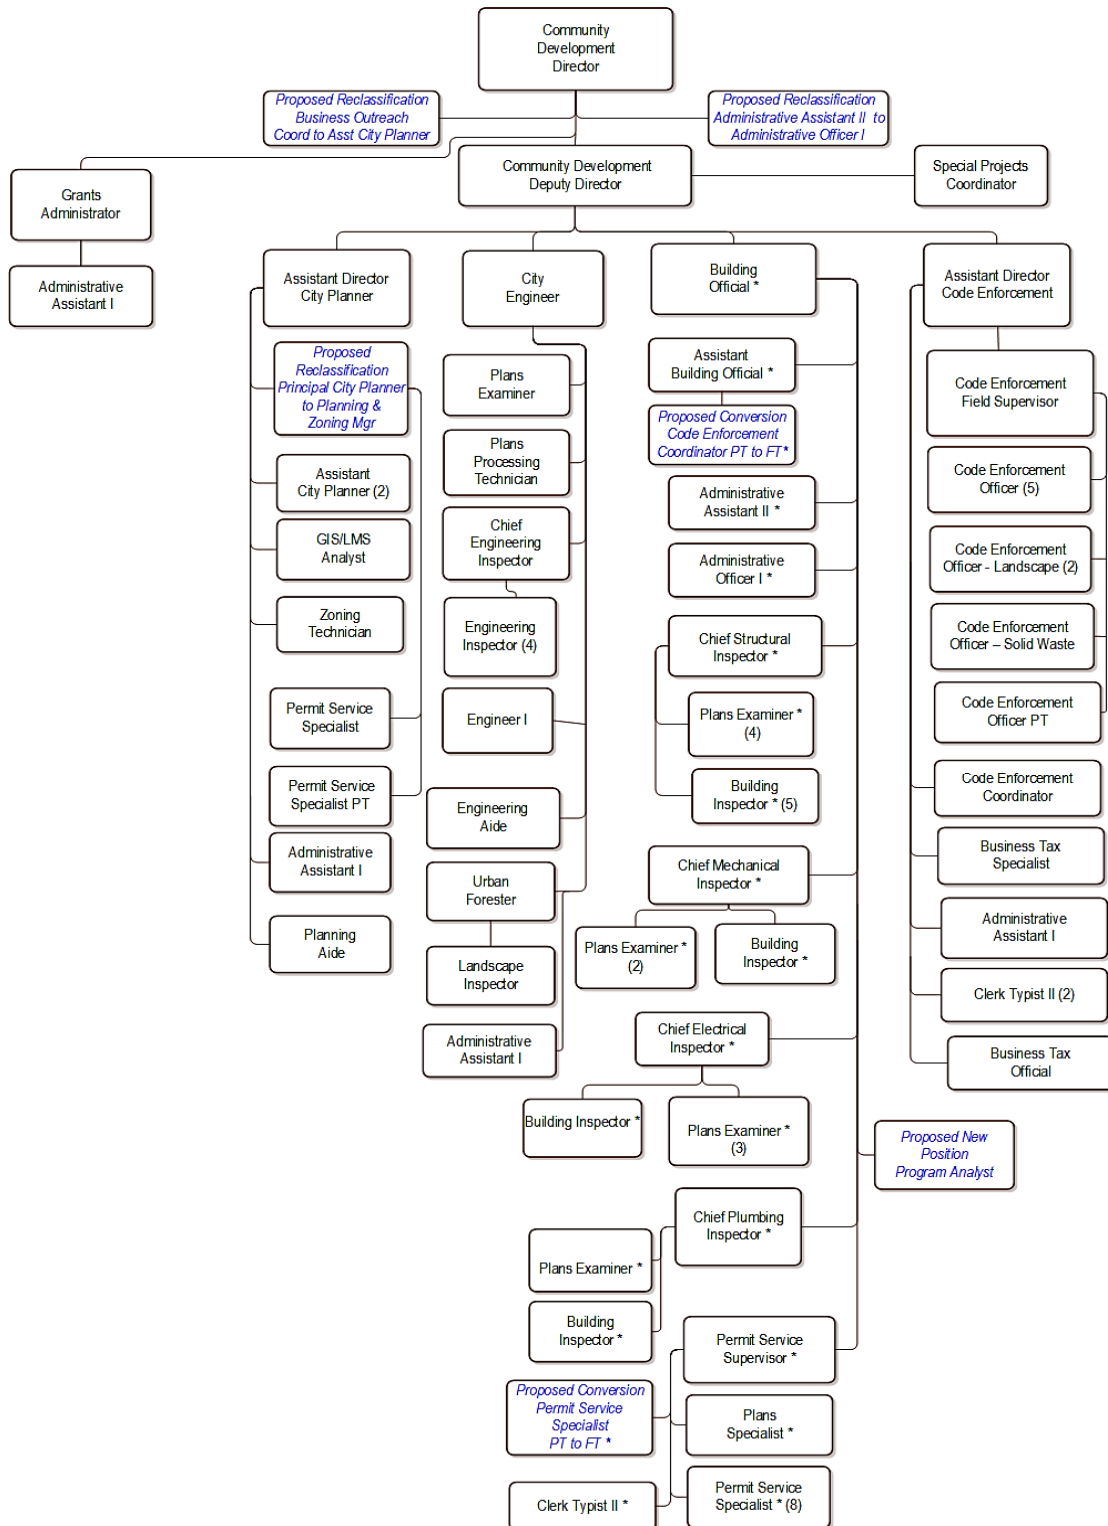 Community
Development
Director
Proposed Reclassification
Business Outreach
Coord to Asst City Planner
Proposed Reclassification
Administrative Assistant II to
Administrative Officer I
Community Development
Deputy Director
Special Projects
Coordinator
Grants
Administrator
Administrative
Assistant I
Assistant Director
City Planner
Proposed
Reclassification
Principal City Planner
to Planning &
Zoning Mgr
Assistant
City Planner (2)
GIS/LMS
Analyst
Zoning
Technician
Permit Service
Specialist
Permit Service
Specialist PT
Administrative
Assistant I
Planning
Aide
City
Engineer
Plans
Examiner
Plans
Processing
Technician
Chief
Engineering
Inspector
Engineering
Inspector (4)
Engineer I
Engineering
Aide
Urban
Forester
Landscape
Inspector
Administrative
Assistant I
Building
Official *
Assistant
Building Official *
Proposed Conversion
Code Enforcement
Coordinator PT to FT *
Administrative
Assistant II *
Administrative
Officer I *
Chief Structural
Inspector *
Plans Examiner *
(4)
Building
Inspector * (5)
Chief Mechanical
Inspector *
Plans Examiner *
(2)
Building
Inspector *
Chief Electrical
Inspector *
Building Inspector *
Plans Examiner *
(3)
Proposed New
Position
Program Analyst
Chief Plumbing
Inspector *
Plans Examiner *
Building
Inspector *
Permit Service
Supervisor *
Proposed Conversion
Permit Service
Specialist
PT to FT *
Plans
Specialist *
Clerk Typist II *
Permit Service
Specialist * (8)
Assistant Director
Code Enforcement
Code Enforcement
Field Supervisor
Code Enforcement
Officer (5)
Code Enforcement
Officer - Landscape (2)
Code Enforcement
Officer – Solid Waste
Code Enforcement
Officer PT
Code Enforcement
Coordinator
Business Tax
Specialist
Administrative
Assistant I
Clerk Typist II (2)
Business Tax
Official